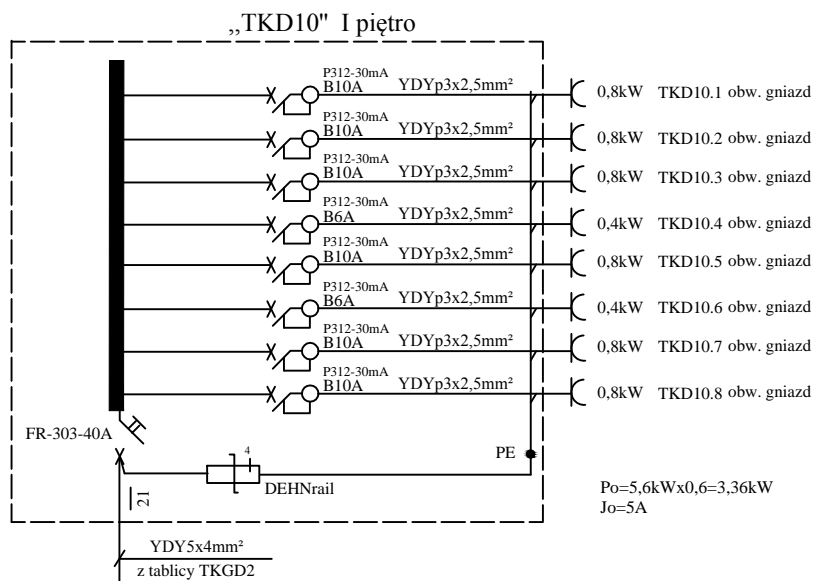 ,,TKD10" I piętro
P312-30mA
B10A YDYp3x2,5mm² 0,8kW TKD10.1 obw. gniazd
P312-30mA
B10A YDYp3x2,5mm² 0,8kW TKD10.2 obw. gniazd
P312-30mA
B10A YDYp3x2,5mm² 0,8kW TKD10.3 obw. gniazd
P312-30mA
B6A YDYp3x2,5mm² 0,4kW TKD10.4 obw. gniazd
P312-30mA
B10A YDYp3x2,5mm² 0,8kW TKD10.5 obw. gniazd
P312-30mA
B6A YDYp3x2,5mm² 0,4kW TKD10.6 obw. gniazd
P312-30mA
B10A YDYp3x2,5mm² 0,8kW TKD10.7 obw. gniazd
P312-30mA
B10A YDYp3x2,5mm² 0,8kW TKD10.8 obw. gniazd
FR-303-40A
PE
4
DEHNrail
21
Po=5,6kWx0,6=3,36kW
Jo=5A
YDY5x4mm²
z tablicy TKGD2